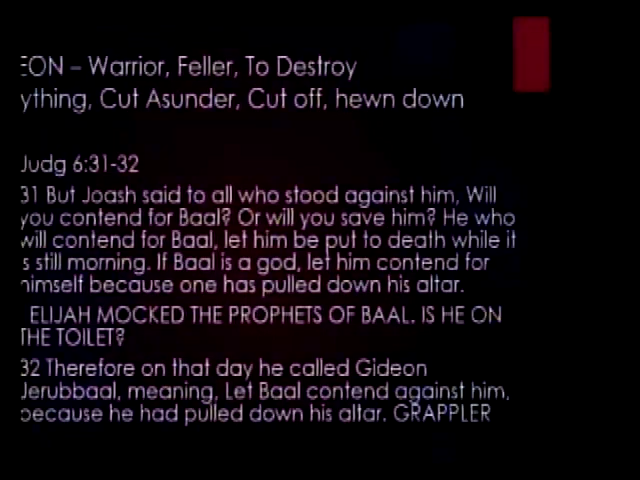 EON – Warrior, Feller, To Destroy
ything, Cut Asunder, Cut off, hewn down
Judg 6:31-32
31 But Joash said to all who stood against him, Will
you contend for Baal? Or will you save him? He who
will contend for Baal, let him be put to death while it
s still morning. If Baal is a god, let him contend for
himself because one has pulled down his altar.
ELIJAH MOCKED THE PROPHETS OF BAAL. IS HE ON
THE TOILET?
32 Therefore on that day he called Gideon
Jerubbaal, meaning, Let Baal contend against him,
because he had pulled down his altar. GRAPPLER